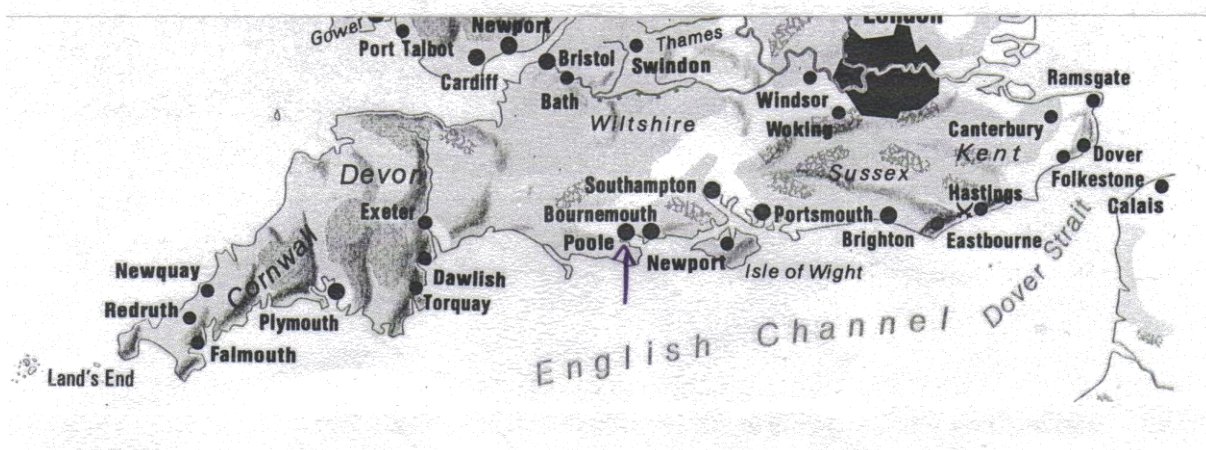 London
Newport
Gower
Port Talbot
Thames
Bristol
Swindon
Cardiff
Ramsgate
Bath
Windsor
Wiltshire
Woking
Canterbury
Kent
Dover
Devon
Sussex
Folkestone
Southampton
Hastings
Calais
Exeter
Bournemouth
Portsmouth
Poole
Brighton
Eastbourne
Newport
Isle of Wight
Newquay
Cornwall
Dawlish
Dover Strait
Redruth
Torquay
Plymouth
English Channel
Falmouth
Land's End